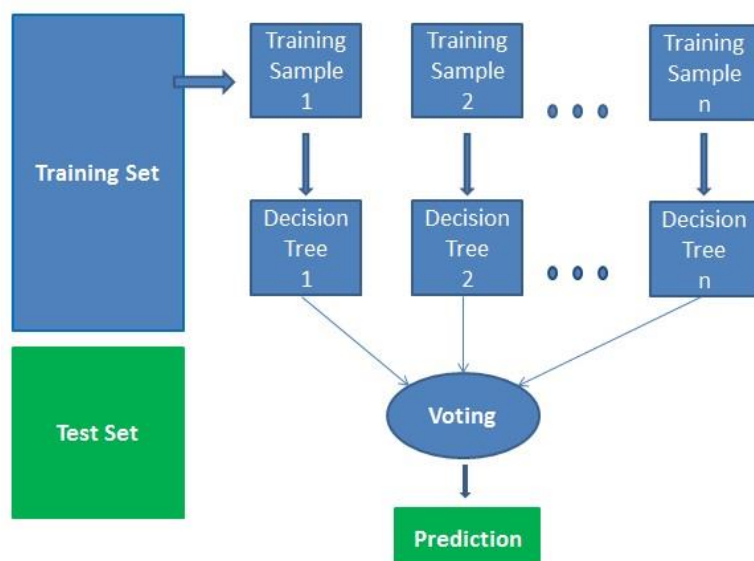 Training Set
Training
Sample
1
Training
Sample
2
Training
Sample
n
Decision
Tree
1
Decision
Tree
2
Decision
Tree
n
Test Set
Voting
Prediction